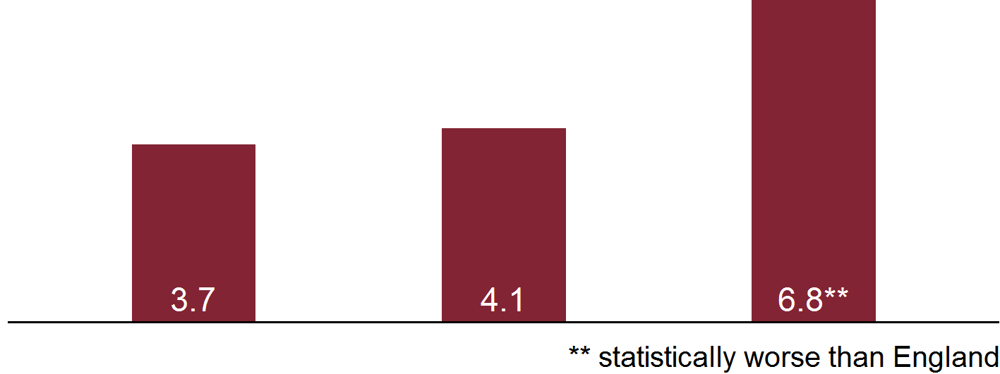 3.7
4.1
6.8**
** statistically worse than England